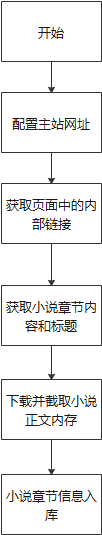 开始
配置主站网址
获取页面中的内
部链接
获取小说章节内
容和标题
下载并截取小说
正文内存
小说章节信息入
库